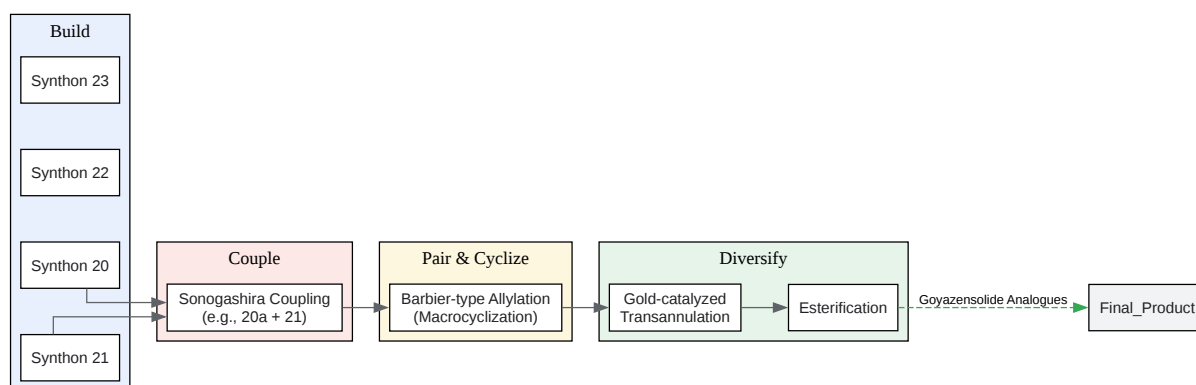 Build
Synthon 23
Synthon 22
Synthon 20
Synthon 21
Couple
Sonogashira Coupling
(e.g., 20a + 21)
Pair & Cyclize
Barbier-type Allylation
(Macrocyclization)
Diversify
Gold-catalyzed
Transannulation
Esterification
Goyazensolide Analogues
Final_Product